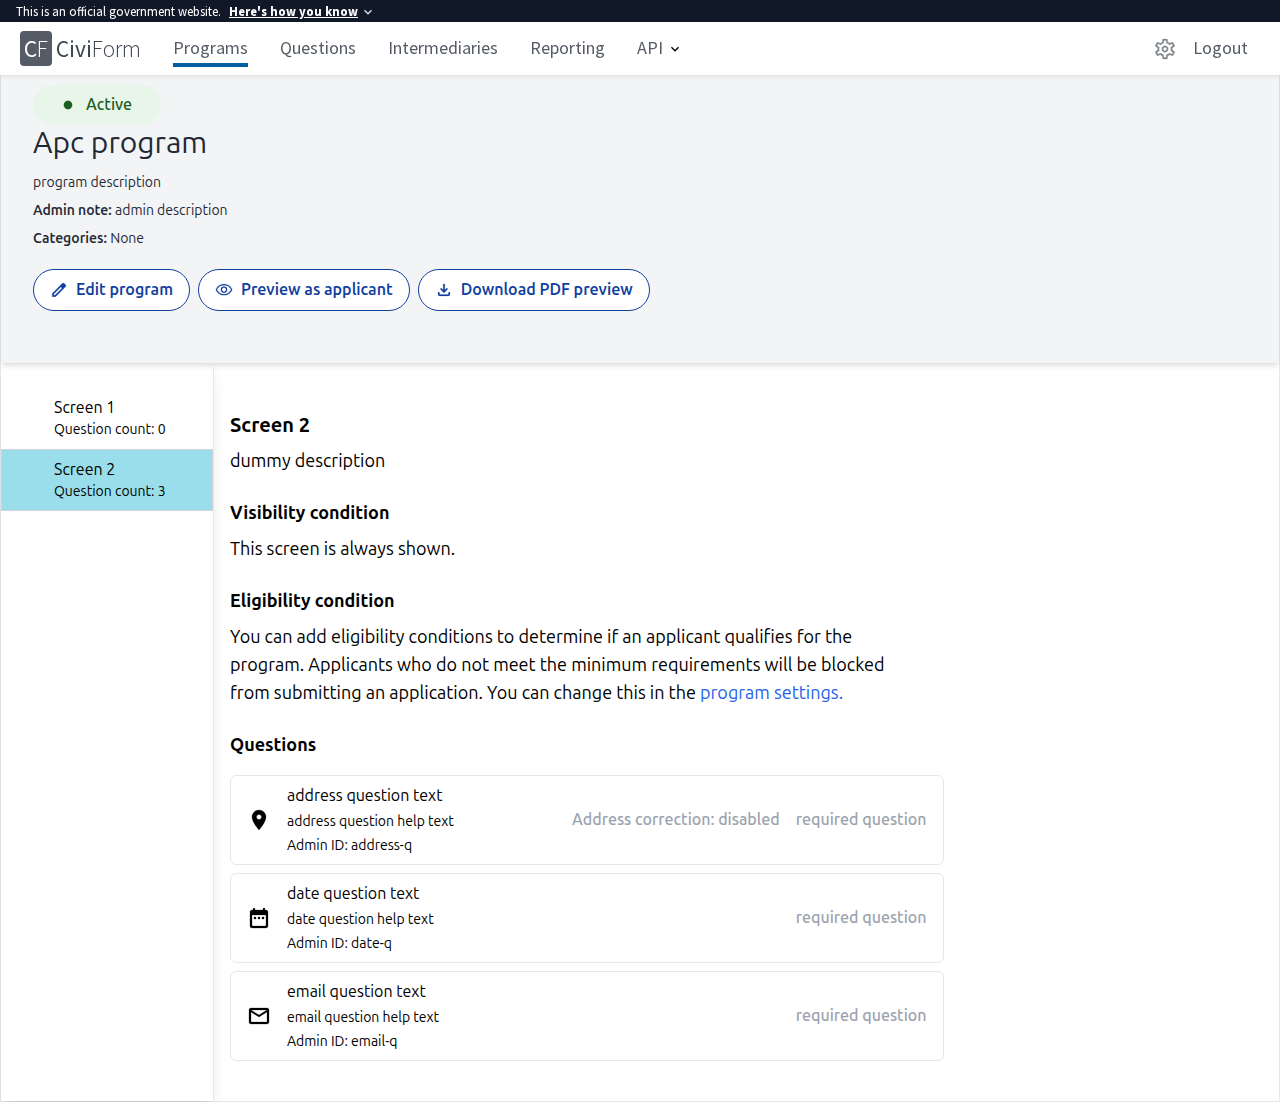 This is an official government website. Here's how you know
CF CiviForm Programs Questions Intermediaries Reporting API Logout
Active
Apc program
program description
Admin note: admin description
Categories: None
Edit program Preview as applicant Download PDF preview
Screen 1
Question count: 0
Screen 2
Question count: 3
Screen 2
dummy description
Visibility condition
This screen is always shown.
Eligibility condition
You can add eligibility conditions to determine if an applicant qualifies for the
program. Applicants who do not meet the minimum requirements will be blocked
from submitting an application. You can change this in the program settings.
Questions
address question text
address question help text
Admin ID: address-q
Address correction: disabled required question
date question text
date question help text
Admin ID: date-q
required question
email question text
email question help text
Admin ID: email-q
required question